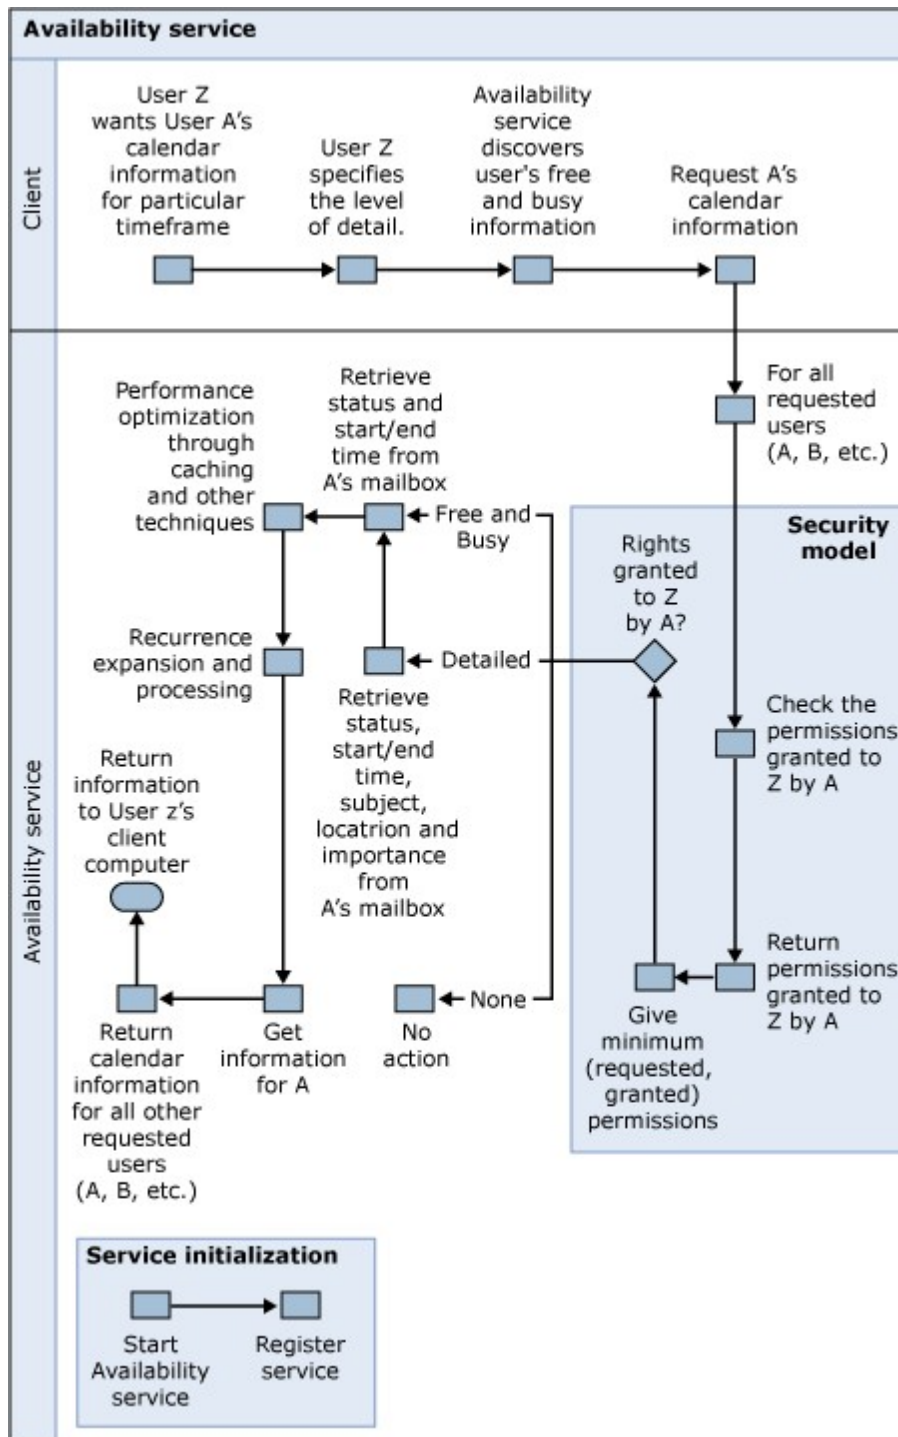 Availability service
Client
User Z
wants User A's
calendar
information
for particular
timeframe
User Z
specifies
the level
of detail.
Availability
service
discovers
user's free
and busy
information
Request A's
calendar
information
Availability service
For all
requested
users
(A, B, etc.)
Performance
optimization
through
caching
and other
techniques
Retrieve
status and
start/end
time from
A's mailbox
Free and
Busy
Security
model
Rights
granted
to Z
by A?
Recurrence
expansion and
processing
Detailed
Retrieve
status,
start/end
time,
subject,
locatrion and
importance
from
A's mailbox
Check the
permissions
granted to
Z by A
Return
information
to User z's
client
computer
Return
permissions
granted to
Z by A
None
Return
calendar
information
for all other
requested
users
(A, B, etc.)
Get
information
for A
No
action
Give
minimum
(requested,
granted)
permissions
Service initialization
Start
Availability
service
Register
service